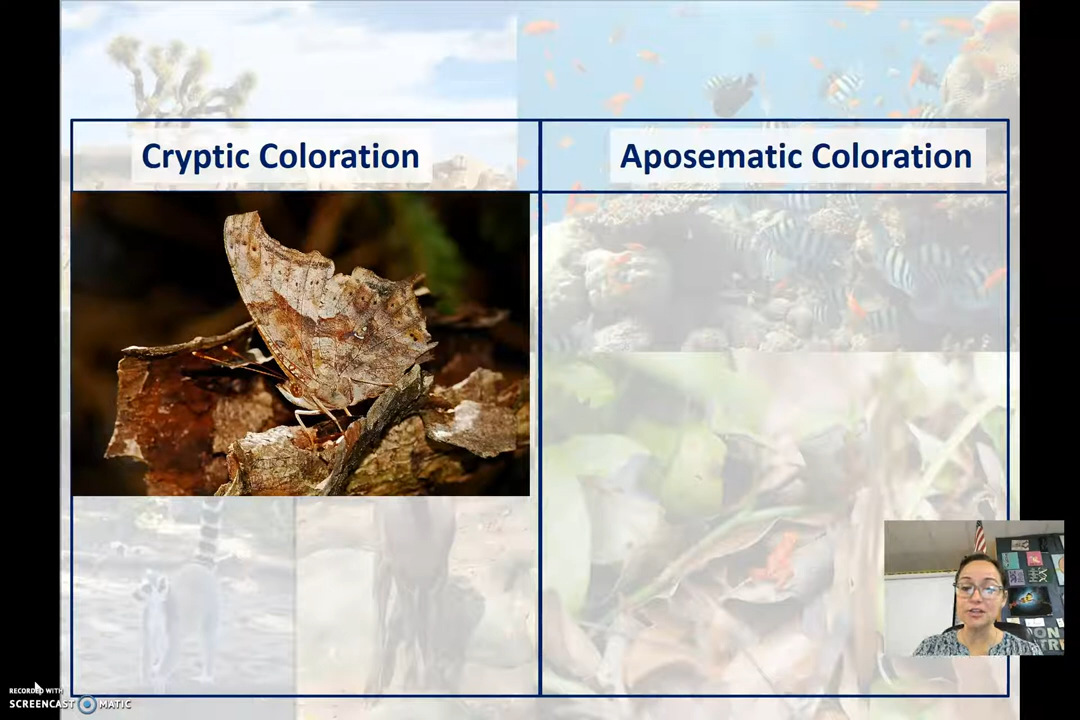 Cryptic Coloration
Aposematic Coloration
RECORDED WITH
SCREENCAST MATIC